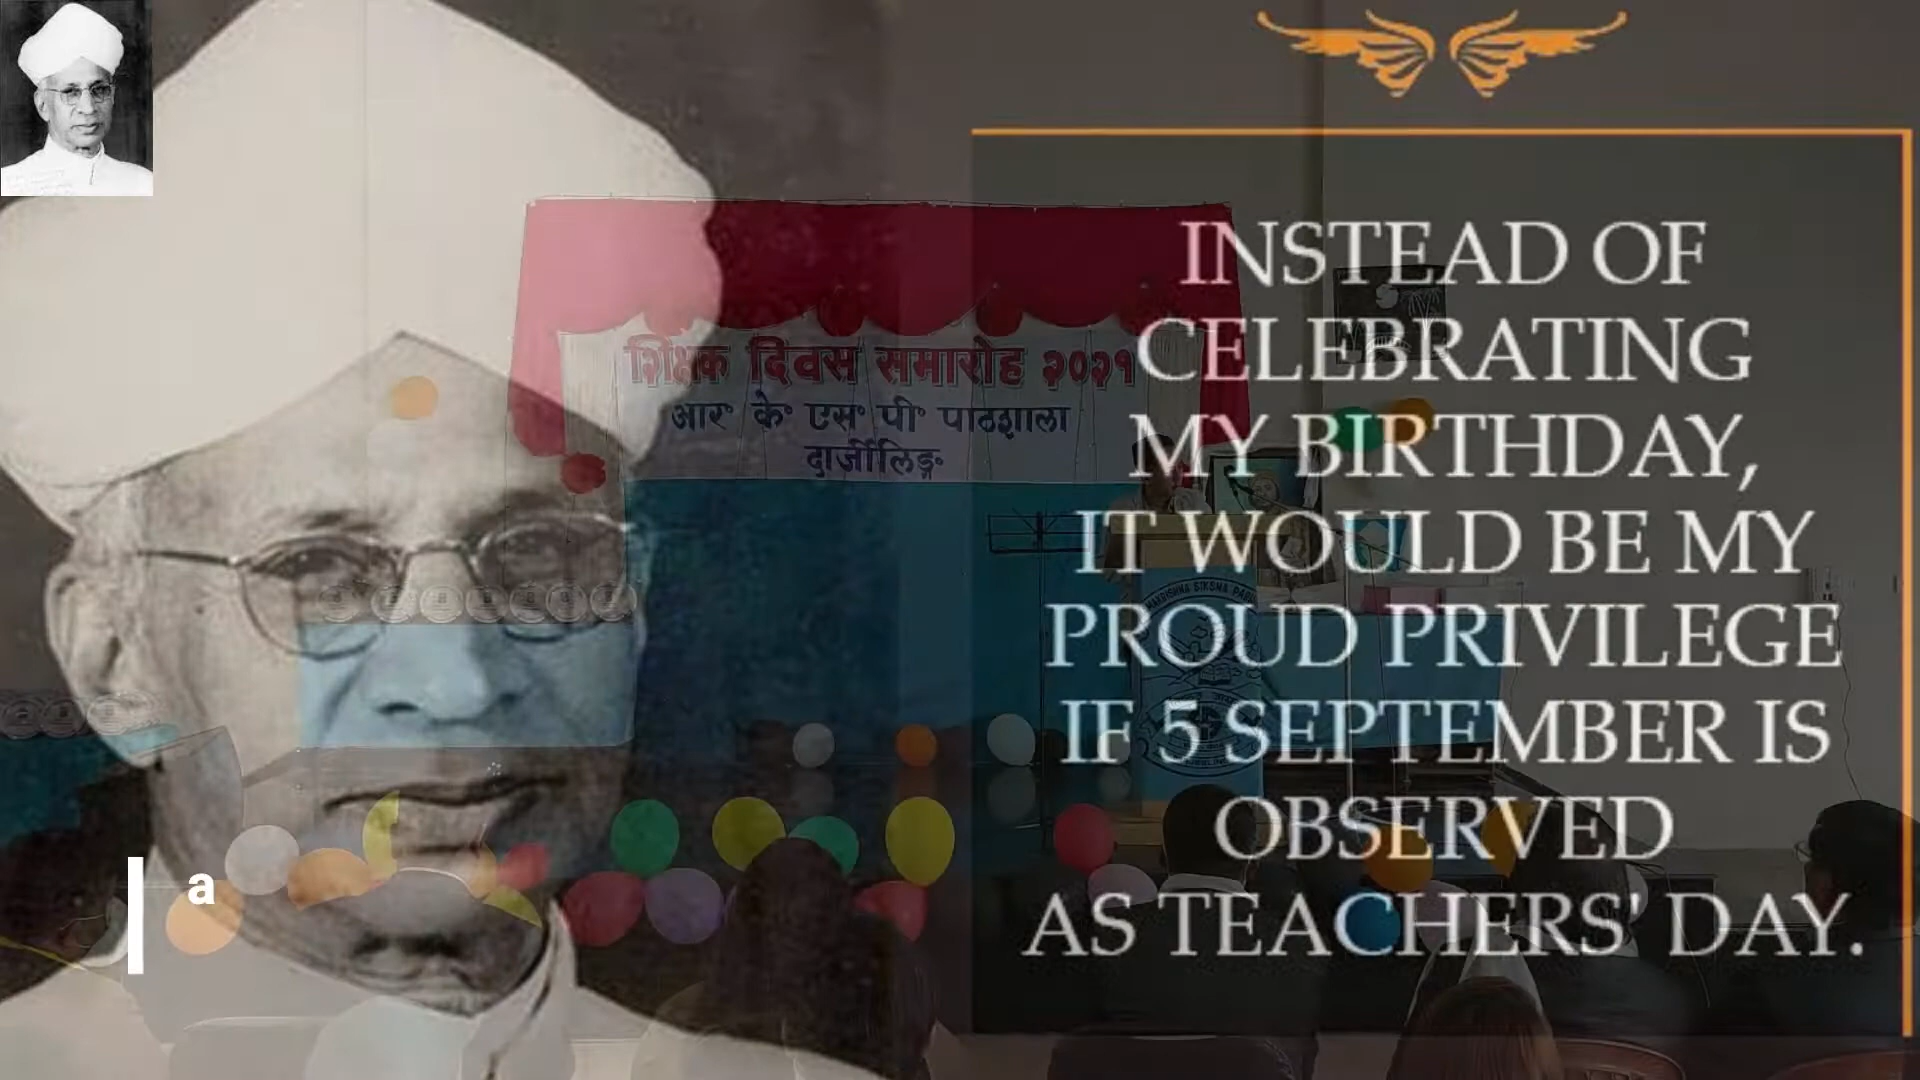 INSTEAD OF
CELEBRATING
MY BIRTHDAY,
IT WOULD BE MY
PROUD PRIVILEGE
IF 5 SEPTEMBER IS
OBSERVED
AS TEACHERS' DAY.
शिक्षक दिवस समारोह २०२१
आर॰ के॰ एस॰ पी॰ पाठशाला
दार्जीलिङ्ग
a